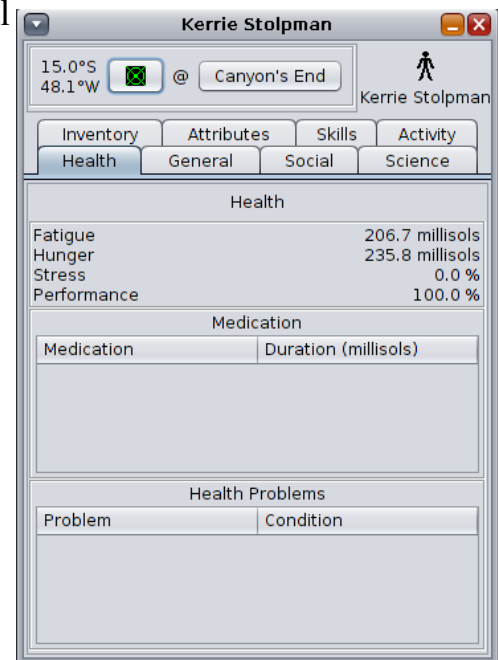 l
Kerrie Stolpman
15.0°S
48.1°W
@ Canyon's End
Kerrie Stolpman
Inventory Attributes Skills Activity
Health General Social Science
Health
Fatigue 206.7 millisols
Hunger 235.8 millisols
Stress 0.0 %
Performance 100.0 %
Medication
Medication Duration (millisols)
Health Problems
Problem Condition